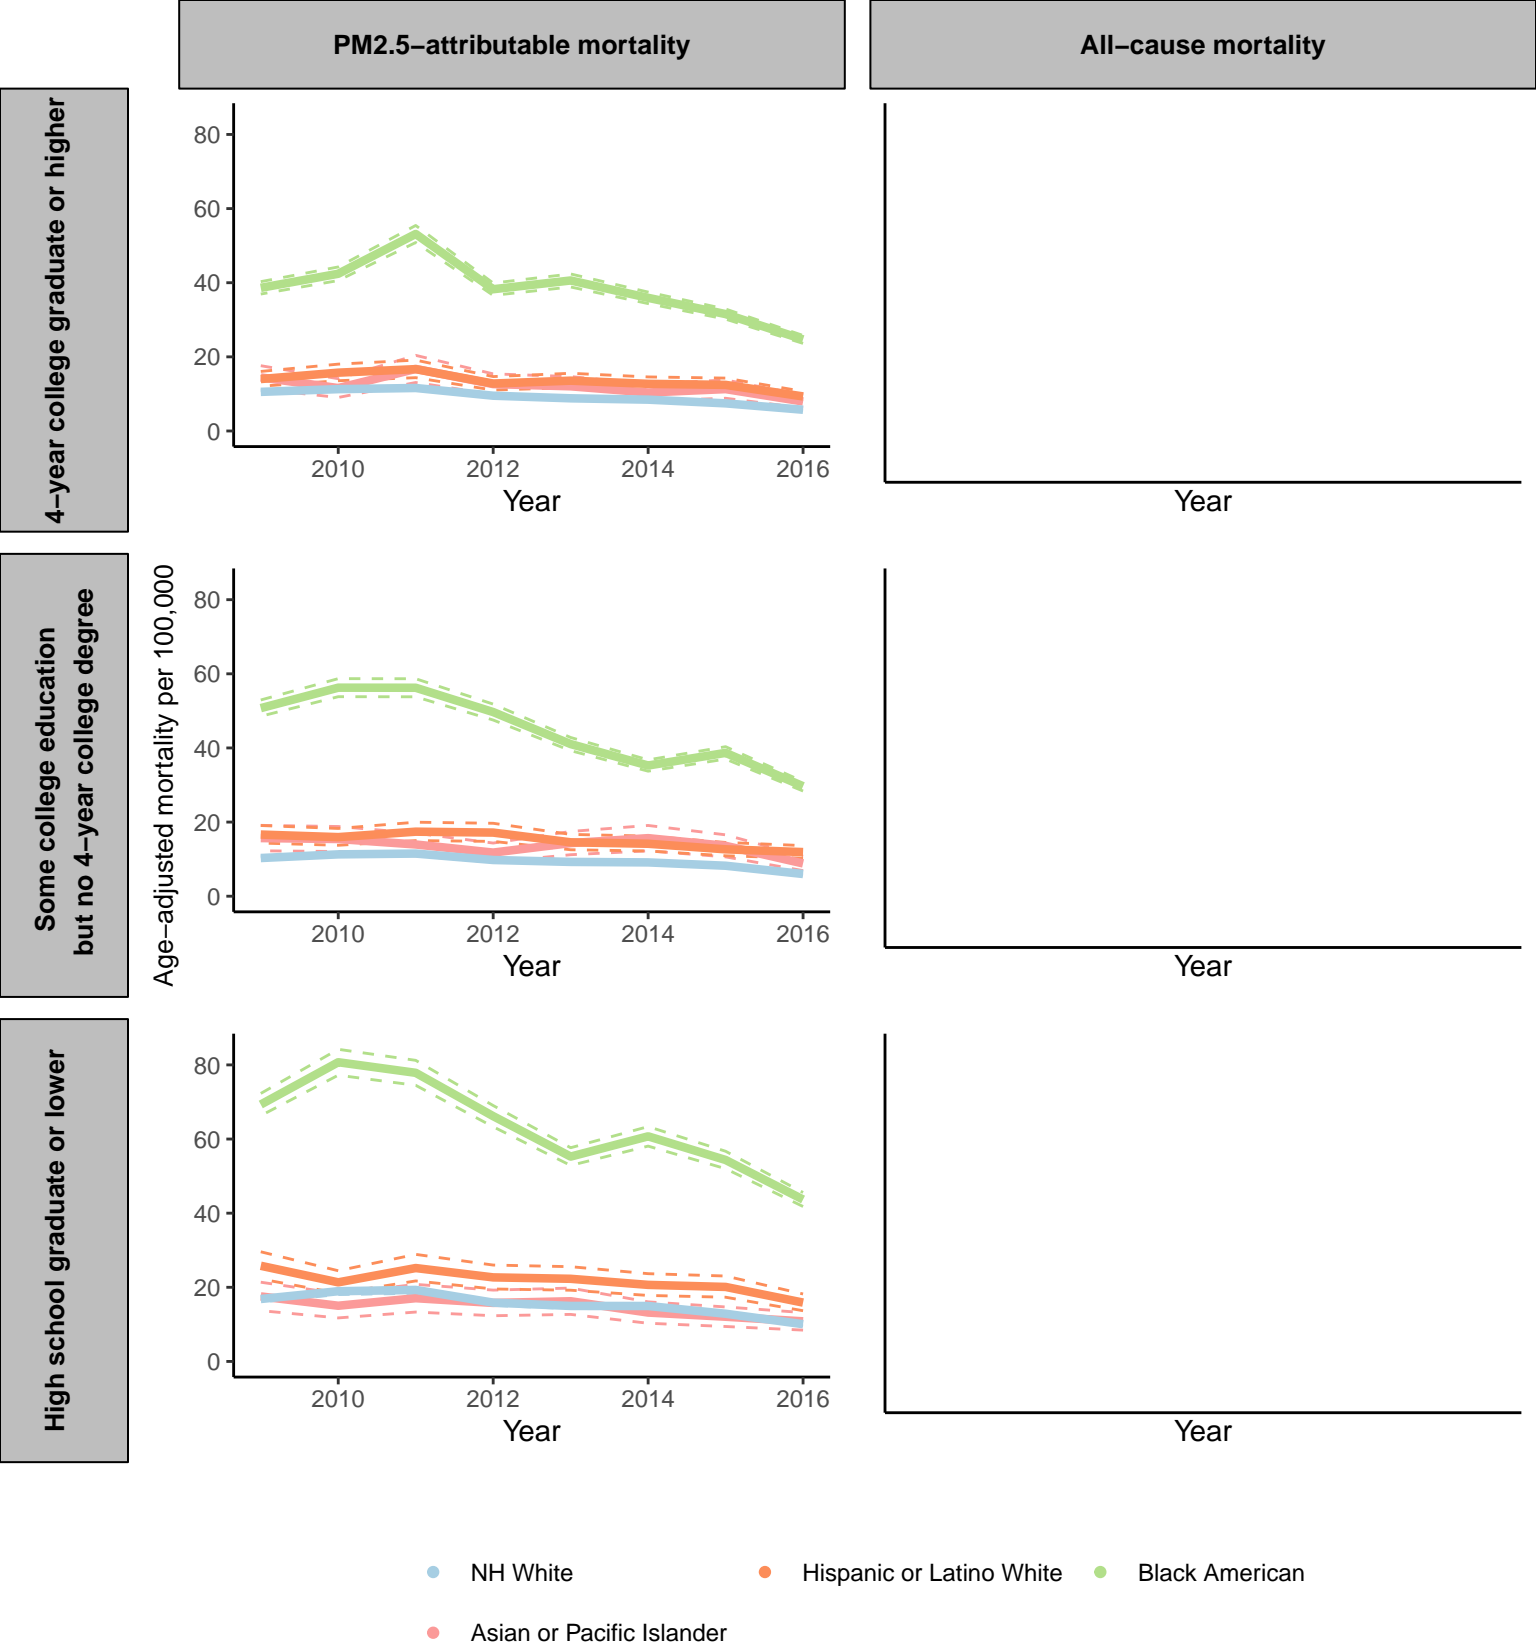 PM2.5–attributable mortality
All–cause mortality
4–year college graduate or higher
80
60
40
20
0
2010
2012
2014
2016
Year
Year
Some college education
but no 4–year college degree
Age–adjusted mortality per 100,000
80
60
40
20
0
2010
2012
2014
2016
Year
Year
High school graduate or lower
80
60
40
20
0
2010
2012
2014
2016
Year
Year
NH White
Hispanic or Latino White
Black American
Asian or Pacific Islander